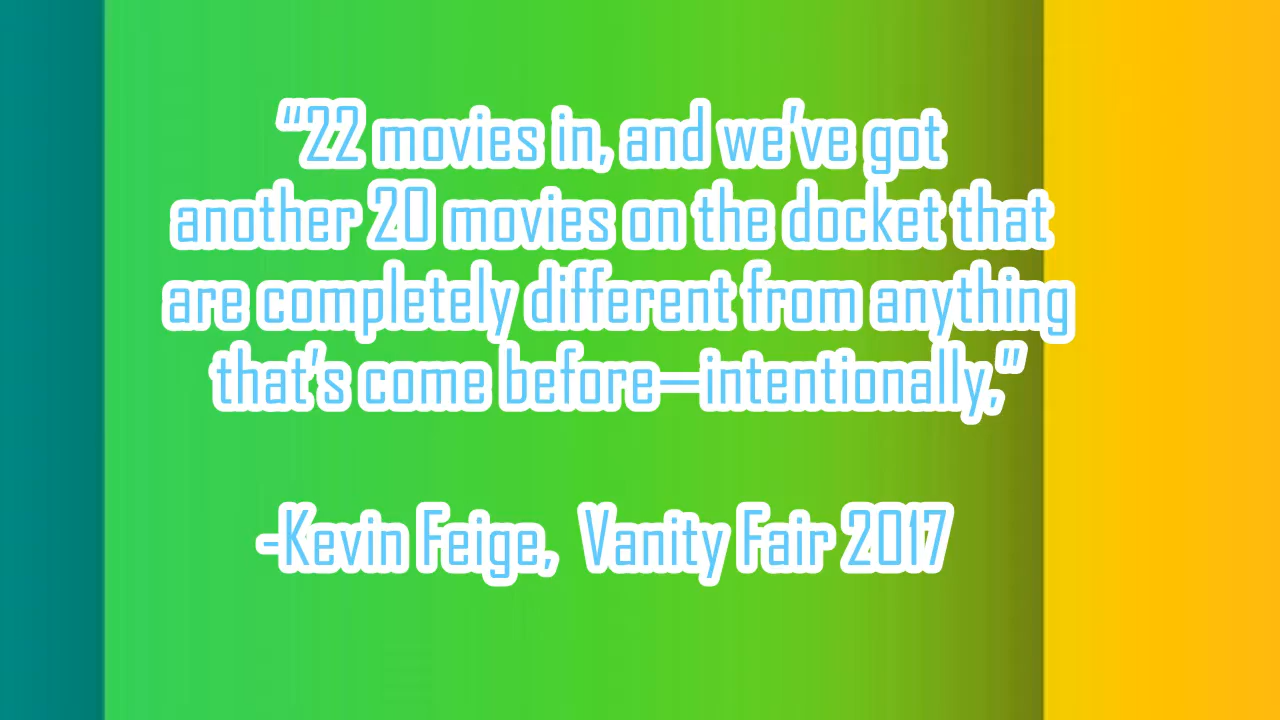 “22 movies in, and we’ve got
another 20 movies on the docket that
are completely different from anything
that’s come before—intentionally,”
-Kevin Feige,  Vanity Fair 2017